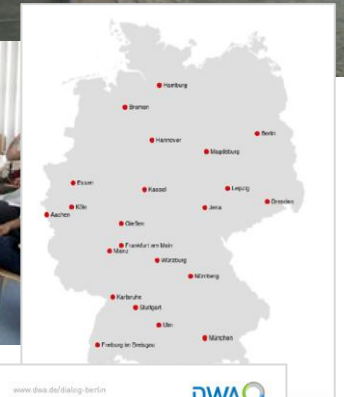 Hamburg
Bremen
Berlin
Hannover
Magdeburg
Essen
Kassel
Leipzig
Köln
Dresden
Aachen
Jena
Gießen
Frankfurt am Main
Mainz
Würzburg
Nürnberg
Karlsruhe
Stuttgart
Ulm
München
Freiburg im Breisgau
www.dwa.de/dialog-berlin
DWA